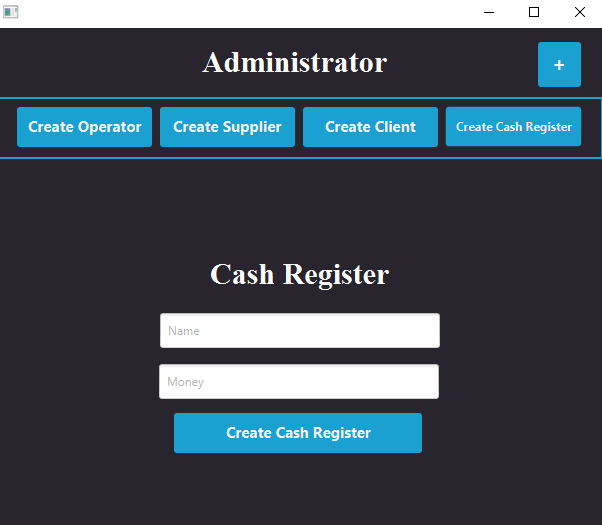 Administrator
+
Create Operator
Create Supplier
Create Client
Create Cash Register
Cash Register
Name
Money
Create Cash Register